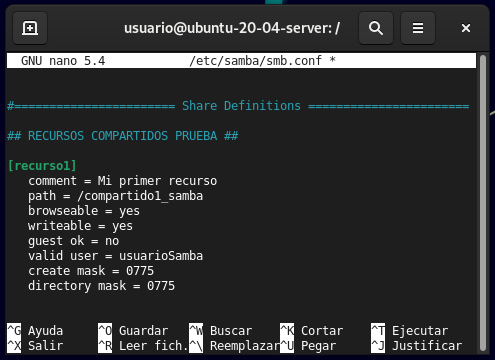 usuario@ubuntu-20-04-server: /
GNU nano 5.4 /etc/samba/smb.conf *
#======================= Share Definitions =======================
## RECURSOS COMPARTIDOS PRUEBA ##
[recurso1]
comment = Mi primer recurso
path = /compartido1_samba
browseable = yes
writeable = yes
guest ok = no
valid user = usuarioSamba
create mask = 0775
directory mask = 0775
^G Ayuda ^O Guardar ^W Buscar ^K Cortar ^T Ejecutar
^X Salir ^R Leer fich. ^\ Reemplazar ^U Pegar ^J Justificar